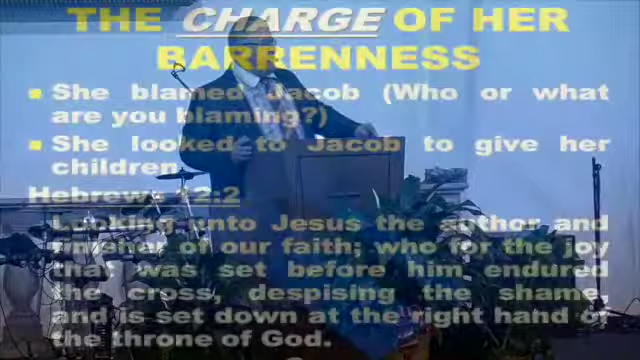 THE CHARGE OF HER
BARRENNESS
She blamed Jacob (Who or what
are you blaming?)
She looked to Jacob to give her
children.
Hebrews 12:2
Looking unto Jesus the author and
finisher of our faith; who for the joy
that was set before him endured
the cross, despising the shame,
and is set down at the right hand of
the throne of God.